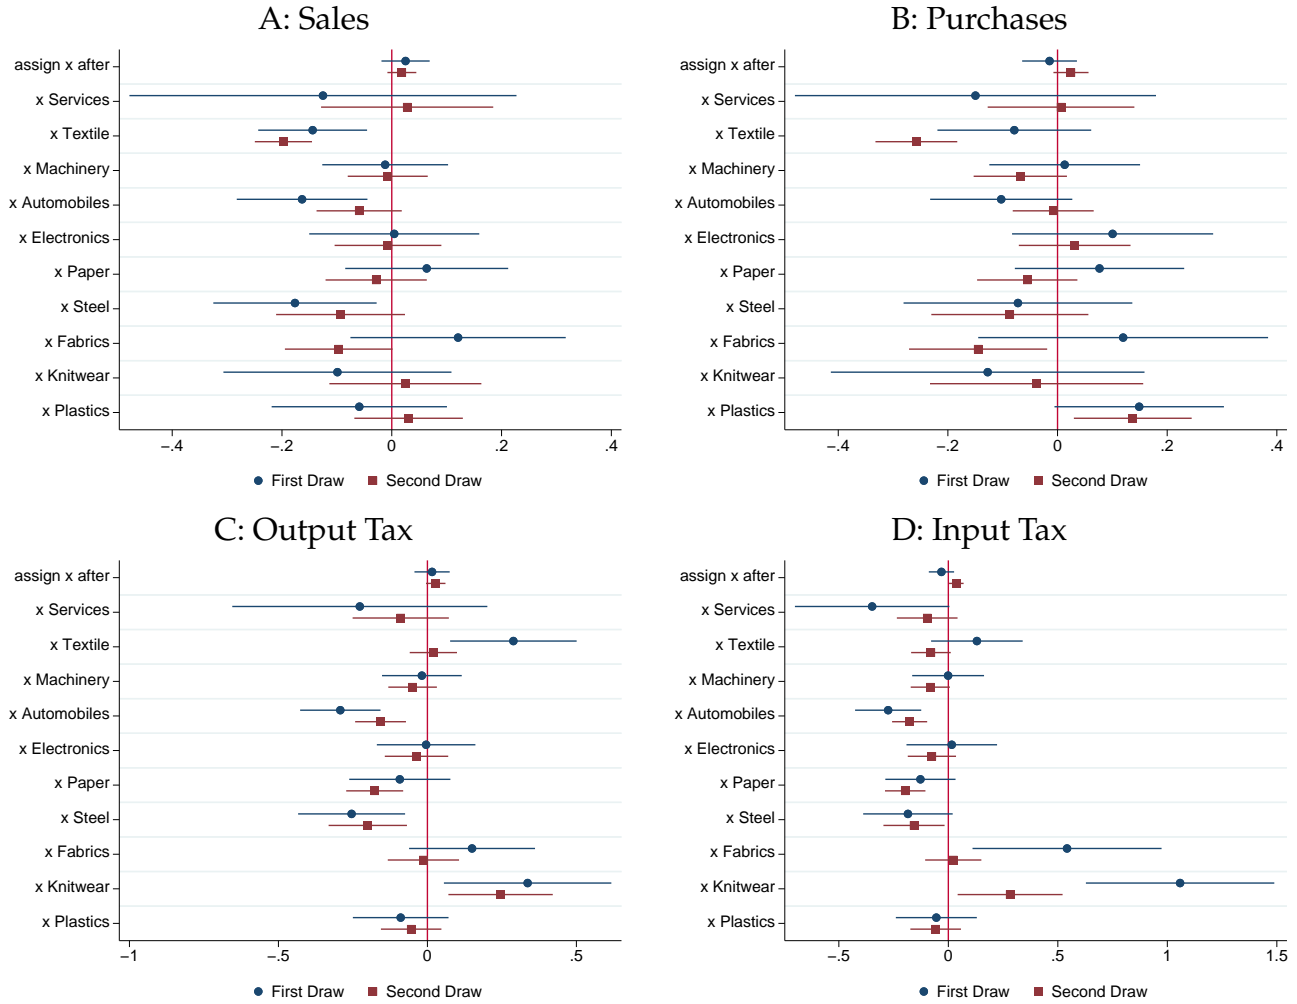 A: Sales
assign x after
x Services
x Textile
x Machinery
x Automobiles
x Electronics
x Paper
x Steel
x Fabrics
x Knitwear
x Plastics
−.4 −.2 0 .2 .4
First Draw Second Draw
B: Purchases
assign x after
x Services
x Textile
x Machinery
x Automobiles
x Electronics
x Paper
x Steel
x Fabrics
x Knitwear
x Plastics
−.4 −.2 0 .2 .4
First Draw Second Draw
C: Output Tax
assign x after
x Services
x Textile
x Machinery
x Automobiles
x Electronics
x Paper
x Steel
x Fabrics
x Knitwear
x Plastics
−1 −.5 0 .5
First Draw Second Draw
D: Input Tax
assign x after
x Services
x Textile
x Machinery
x Automobiles
x Electronics
x Paper
x Steel
x Fabrics
x Knitwear
x Plastics
−.5 0 .5 1 1.5
First Draw Second Draw